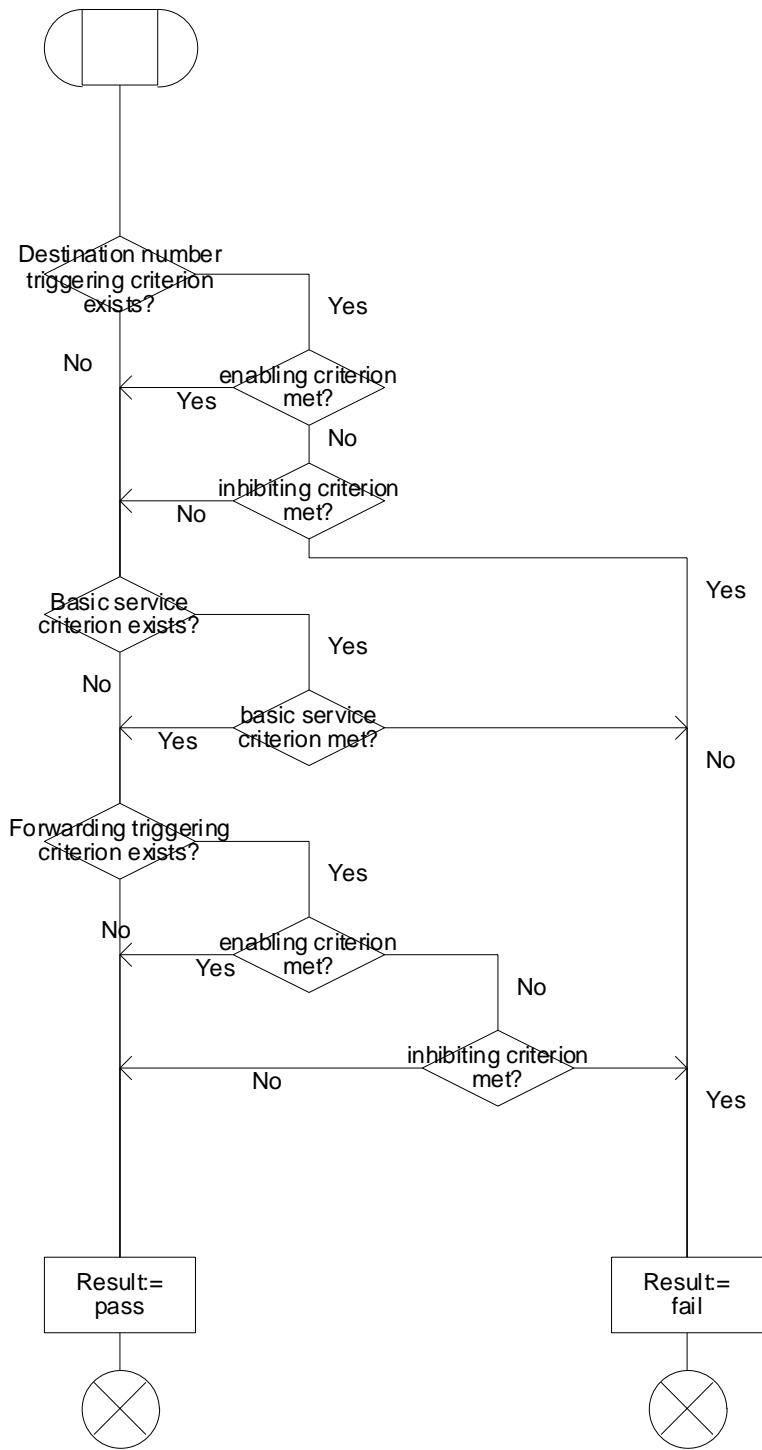 Destination number
triggering criterion
exists?
Yes
No
enabling criterion
met?
Yes
No
inhibiting criterion
met?
No
Yes
Basic service
criterion exists?
Yes
No
basic service
criterion met?
Yes
No
Forwarding triggering
criterion exists?
Yes
No
enabling criterion
met?
Yes
No
inhibiting criterion
met?
No
Yes
Result:=
pass
Result:=
fail